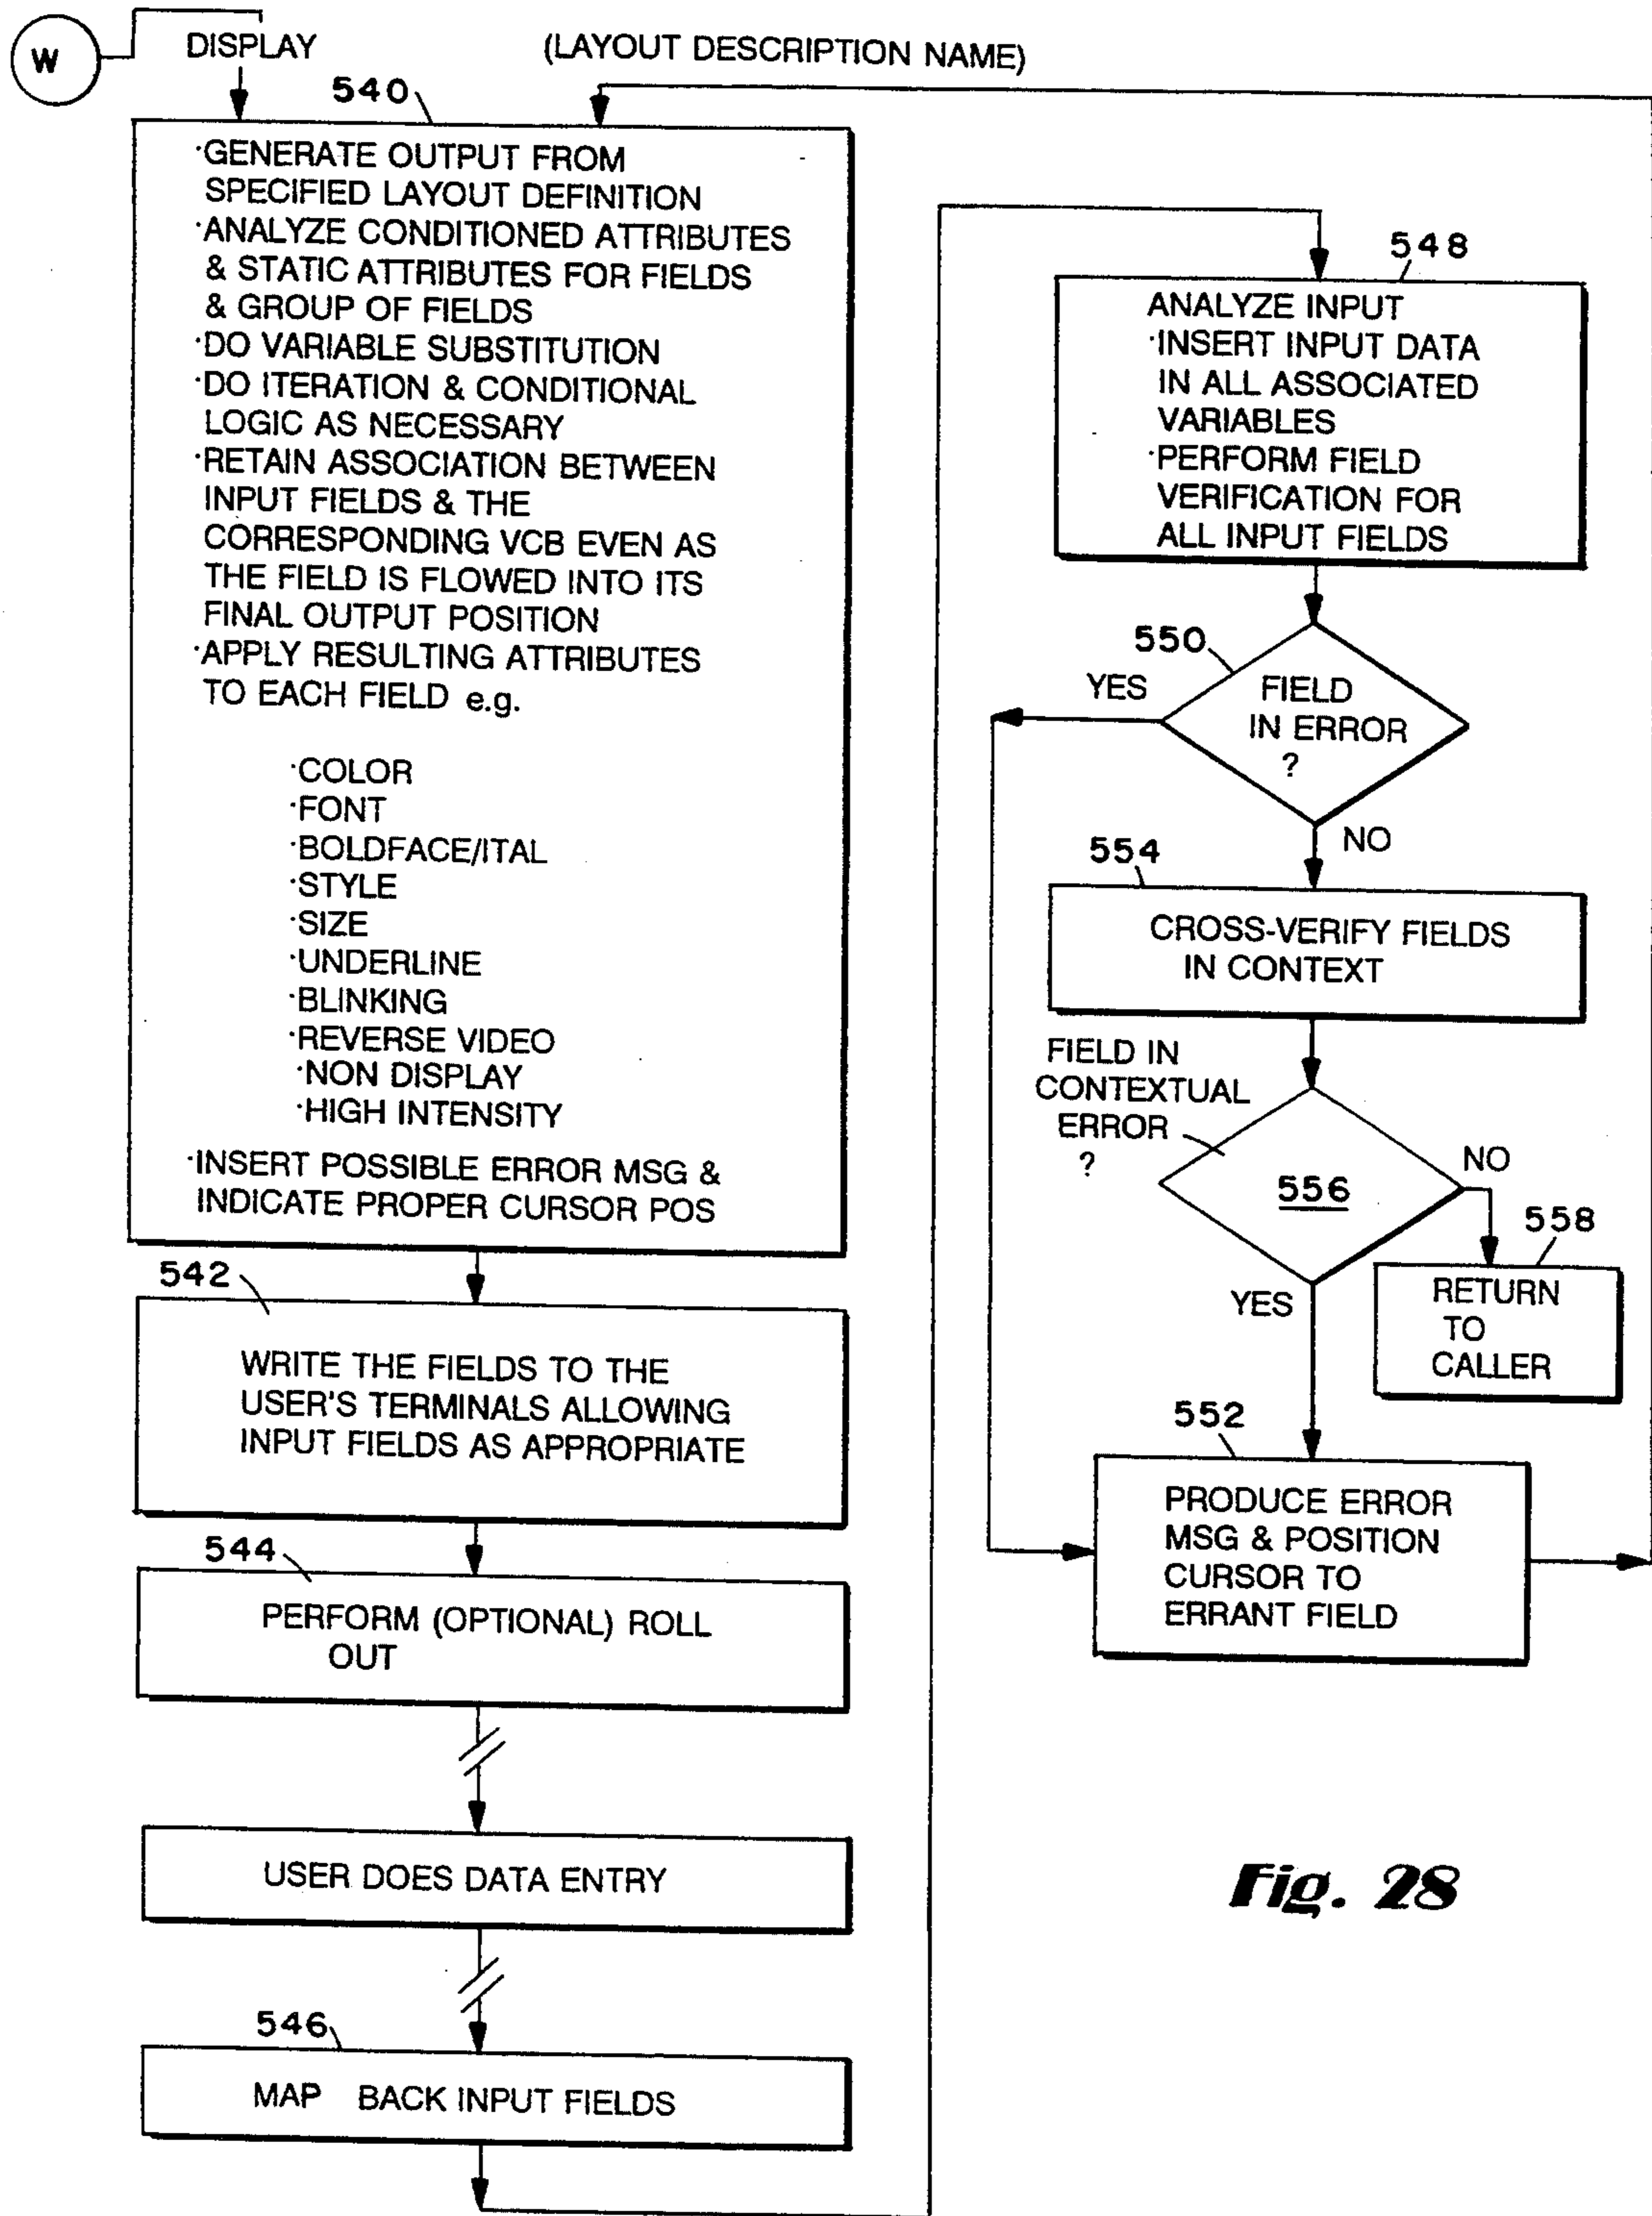 W
DISPLAY
(LAYOUT DESCRIPTION NAME)
540
·GENERATE OUTPUT FROM
SPECIFIED LAYOUT DEFINITION
·ANALYZE CONDITIONED ATTRIBUTES
& STATIC ATTRIBUTES FOR FIELDS
& GROUP OF FIELDS
·DO VARIABLE SUBSTITUTION
·DO ITERATION & CONDITIONAL
LOGIC AS NECESSARY
·RETAIN ASSOCIATION BETWEEN
INPUT FIELDS & THE
CORRESPONDING VCB EVEN AS
THE FIELD IS FLOWED INTO ITS
FINAL OUTPUT POSITION
·APPLY RESULTING ATTRIBUTES
TO EACH FIELD e.g.
·COLOR
·FONT
·BOLDFACE/ITAL
·STYLE
·SIZE
·UNDERLINE
·BLINKING
·REVERSE VIDEO
·NON DISPLAY
·HIGH INTENSITY
·INSERT POSSIBLE ERROR MSG &
INDICATE PROPER CURSOR POS
542
WRITE THE FIELDS TO THE
USER'S TERMINALS ALLOWING
INPUT FIELDS AS APPROPRIATE
544
PERFORM (OPTIONAL) ROLL
OUT
USER DOES DATA ENTRY
546
MAP BACK INPUT FIELDS
548
ANALYZE INPUT
·INSERT INPUT DATA
IN ALL ASSOCIATED
VARIABLES
·PERFORM FIELD
VERIFICATION FOR
ALL INPUT FIELDS
550
YES
FIELD
IN ERROR
?
NO
554
CROSS-VERIFY FIELDS
IN CONTEXT
FIELD IN
CONTEXTUAL
ERROR
?
556
NO
YES
558
RETURN
TO
CALLER
552
PRODUCE ERROR
MSG & POSITION
CURSOR TO
ERRANT FIELD
Fig. 28